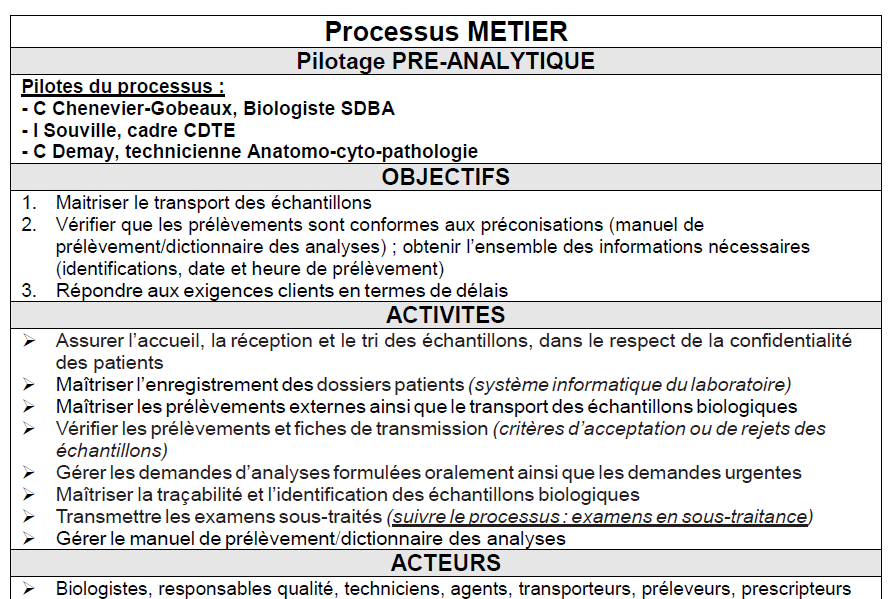 Processus METIER
Pilotage PRE-ANALYTIQUE
Pilotes du processus :
- C Chenevier-Gobeaux, Biologiste SDBA
- I Souville, cadre CDTE
- C Demay, technicienne Anatomo-cyto-pathologie
OBJECTIFS
1. Maitriser le transport des échantillons
2. Vérifier que les prélèvements sont conformes aux préconisations (manuel de
prélèvement/dictionnaire des analyses) ; obtenir l'ensemble des informations nécessaires
(identifications, date et heure de prélèvement)
3. Répondre aux exigences clients en termes de délais
ACTIVITES
➢ Assurer l'accueil, la réception et le tri des échantillons, dans le respect de la confidentialité
des patients
➢ Maîtriser l'enregistrement des dossiers patients (système informatique du laboratoire)
➢ Maîtriser les prélèvements externes ainsi que le transport des échantillons biologiques
➢ Vérifier les prélèvements et fiches de transmission (critères d'acceptation ou de rejets des
échantillons)
➢ Gérer les demandes d'analyses formulées oralement ainsi que les demandes urgentes
➢ Maîtriser la traçabilité et l'identification des échantillons biologiques
➢ Transmettre les examens sous-traités (suivre le processus : examens en sous-traitance)
➢ Gérer le manuel de prélèvement/dictionnaire des analyses
ACTEURS
➢ Biologistes, responsables qualité, techniciens, agents, transporteurs, préleveurs, prescripteurs